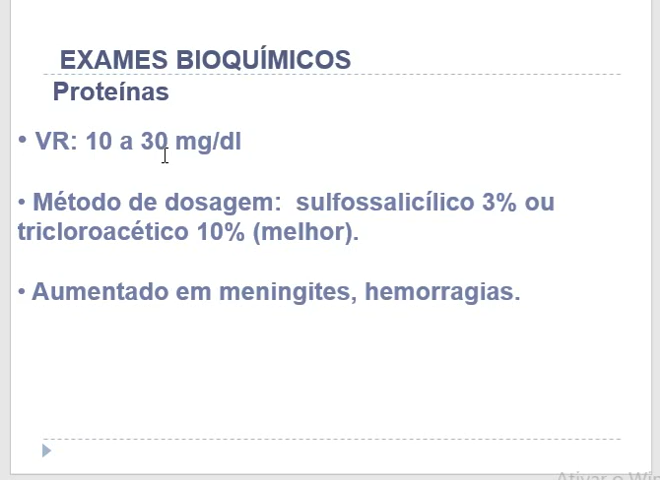 EXAMES BIOQUÍMICOS
Proteínas
• VR: 10 a 30 mg/dl
• Método de dosagem: sulfossalicílico 3% ou
tricloroacético 10% (melhor).
• Aumentado em meningites, hemorragias.